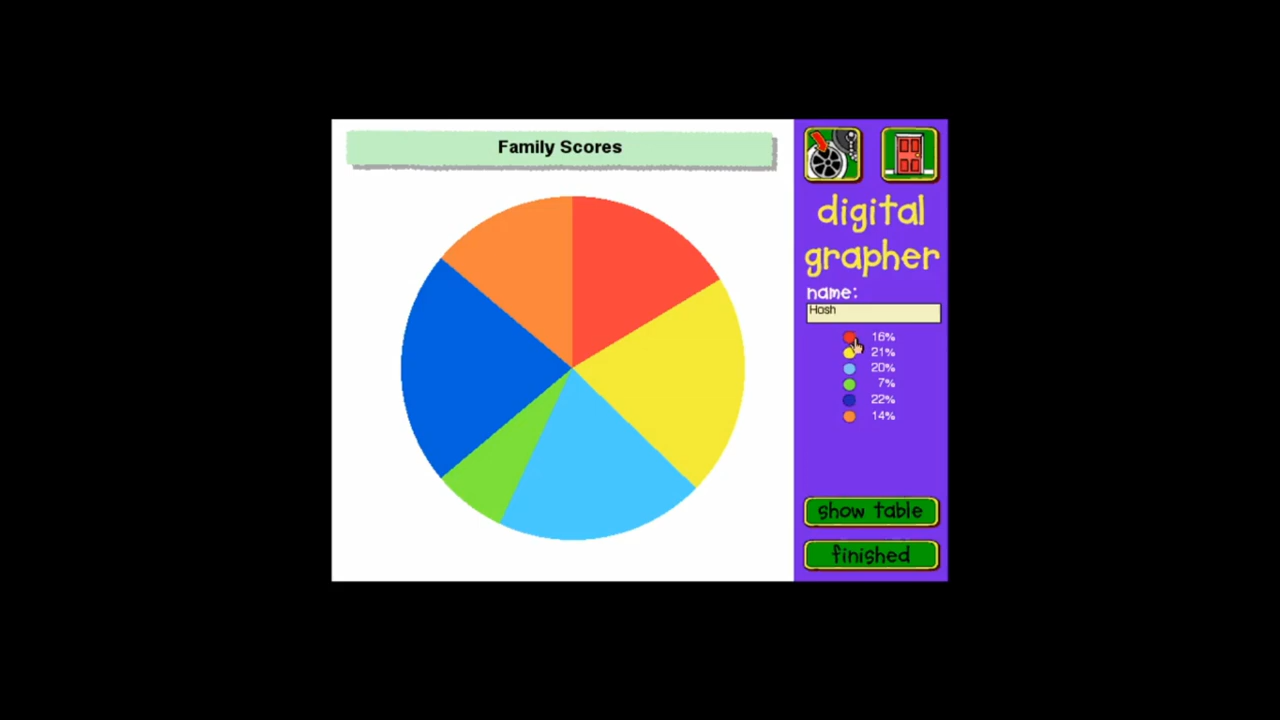 Family Scores
digital
grapher
name:
Hosh
16%
21%
20%
7%
22%
14%
show table
finished